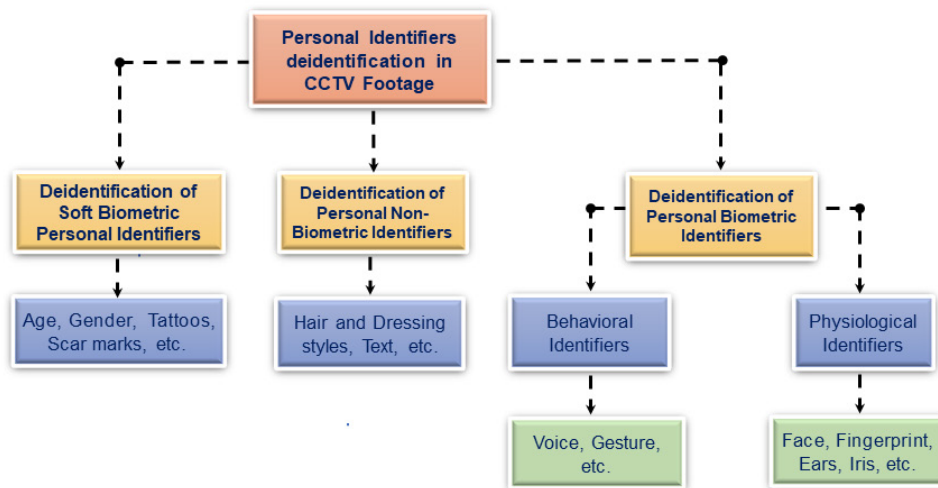 Personal Identifiers
deidentification in
CCTV Footage
Deidentification of
Soft Biometric
Personal Identifiers
Deidentification of
Personal Non-
Biometric Identifiers
Deidentification of
Personal Biometric
Identifiers
Age, Gender, Tattoos,
Scar marks, etc.
Hair and Dressing
styles, Text, etc.
Behavioral
Identifiers
Physiological
Identifiers
Voice, Gesture,
etc.
Face, Fingerprint,
Ears, Iris, etc.